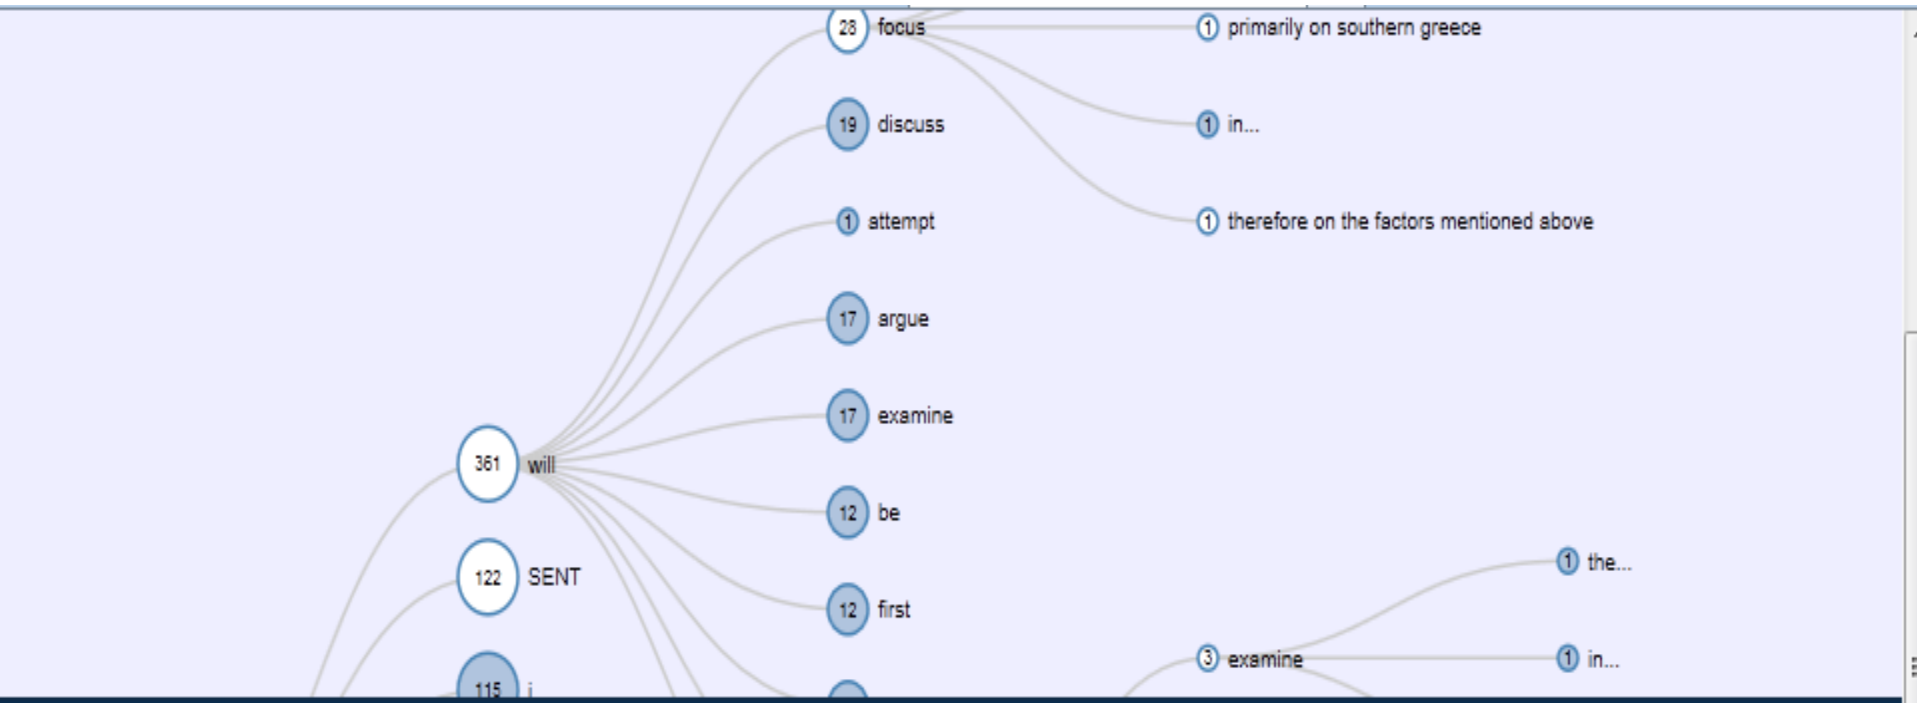 28 focus
1 primarily on southern greece
19 discuss
1 in...
1 attempt
1 therefore on the factors mentioned above
17 argue
17 examine
361 will
12 be
1 the...
122 SENT
12 first
3 examine
1 in...
115 i